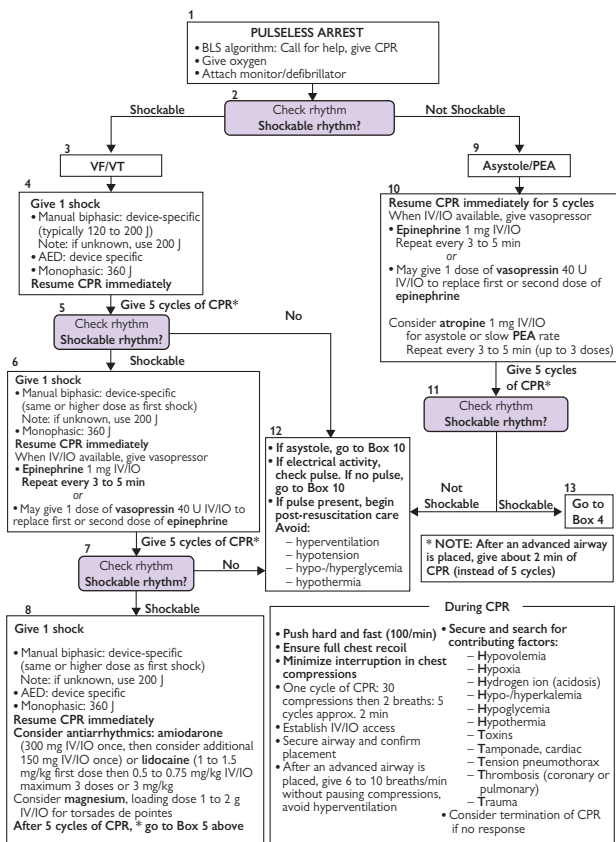 1
PULSELESS ARREST
• BLS algorithm: Call for help, give CPR
• Give oxygen
• Attach monitor/defibrillator
2
Shockable
Check rhythm
Shockable rhythm?
Not Shockable
3
VF/VT
9
Asystole/PEA
4
Give 1 shock
• Manual biphasic: device-specific
(typically 120 to 200 J)
Note: if unknown, use 200 J
• AED: device specific
• Monophasic: 360 J
Resume CPR immediately
10
Resume CPR immediately for 5 cycles
When IV/IO available, give vasopressor
• Epinephrine 1 mg IV/IO
Repeat every 3 to 5 min
or
• May give 1 dose of vasopressin 40 U
IV/IO to replace first or second dose of
epinephrine
Consider atropine 1 mg IV/IO
for asystole or slow PEA rate
Repeat every 3 to 5 min (up to 3 doses)
Give 5 cycles of CPR*
5
Check rhythm
Shockable rhythm?
No
Shockable
6
Give 1 shock
• Manual biphasic: device-specific
(same or higher dose as first shock)
Note: if unknown, use 200 J
• Monophasic: 360 J
Resume CPR immediately
When IV/IO available, give vasopressor
• Epinephrine 1 mg IV/IO
Repeat every 3 to 5 min
or
• May give 1 dose of vasopressin 40 U IV/IO to
replace first or second dose of epinephrine
Give 5 cycles
of CPR*
11
Check rhythm
Shockable rhythm?
12
• If asystole, go to Box 10
• If electrical activity,
check pulse. If no pulse,
go to Box 10
• If pulse present, begin
post-resuscitation care
Avoid:
– hyperventilation
– hypotension
– hypo-/hyperglycemia
– hypothermia
Not
Shockable
Shockable
13
Go to
Box 4
* NOTE: After an advanced airway
is placed, give about 2 min of
CPR (instead of 5 cycles)
Give 5 cycles of CPR*
7
Check rhythm
Shockable rhythm?
No
Shockable
8
Give 1 shock
• Manual biphasic: device-specific
(same or higher dose as first shock)
Note: if unknown, use 200 J
• AED: device specific
• Monophasic: 360 J
Resume CPR immediately
Consider antiarrhythmics: amiodarone
(300 mg IV/IO once, then consider additional
150 mg IV/IO once) or lidocaine (1 to 1.5
mg/kg first dose then 0.5 to 0.75 mg/kg IV/IO
maximum 3 doses or 3 mg/kg
Consider magnesium, loading dose 1 to 2 g
IV/IO for torsades de pointes
After 5 cycles of CPR, * go to Box 5 above
During CPR
• Push hard and fast (100/min)
• Ensure full chest recoil
• Minimize interruption in chest
compressions
• One cycle of CPR: 30
compressions then 2 breaths: 5
cycles approx. 2 min
• Establish IV/IO access
• Secure airway and confirm
placement
• After an advanced airway is
placed, give 6 to 10 breaths/min
without pausing compressions,
avoid hyperventilation
• Secure and search for
contributing factors:
– Hypovolemia
– Hypoxia
– Hydrogen ion (acidosis)
– Hypo-/hyperkalemia
– Hypoglycemia
– Hypothermia
– Toxins
– Tamponade, cardiac
– Tension pneumothorax
– Thrombosis (coronary or
pulmonary)
– Trauma
• Consider termination of CPR
if no response